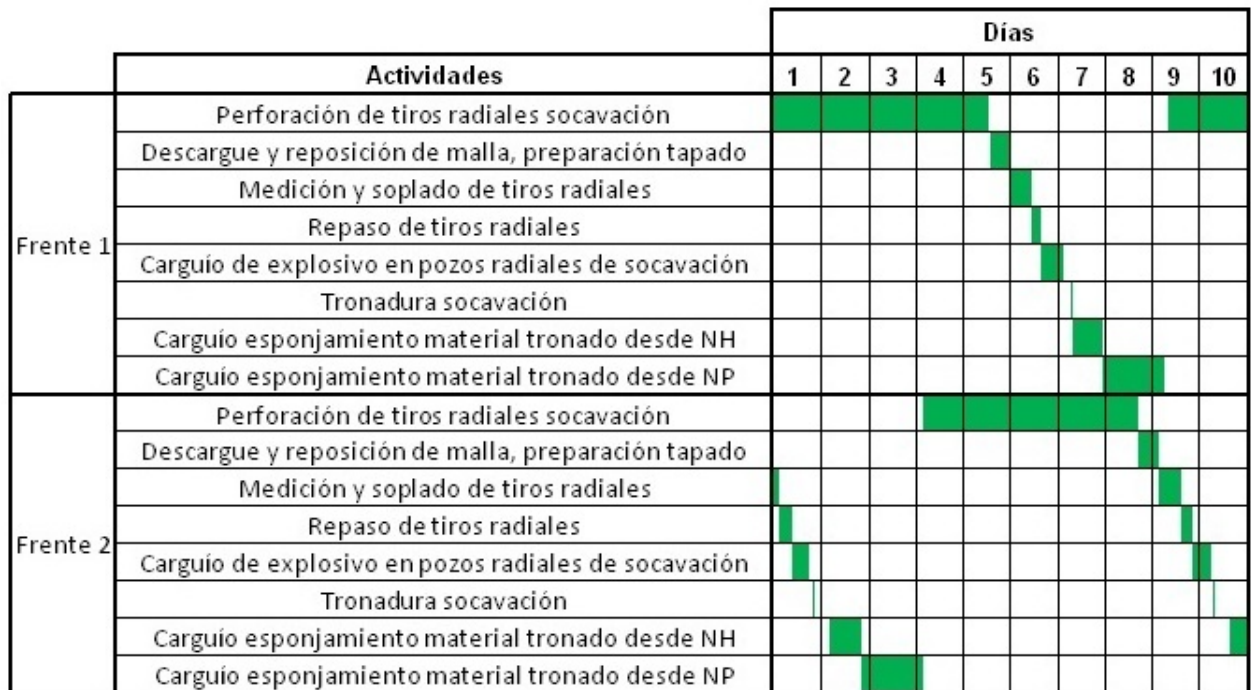 Días
Actividades 1 2 3 4 5 6 7 8 9 10
Frente 1
Perforación de tiros radiales socavación
Descargue y reposición de malla, preparación tapado
Medición y soplado de tiros radiales
Repaso de tiros radiales
Carguío de explosivo en pozos radiales de socavación
Tronadura socavación
Carguío esponjamiento material tronado desde NH
Carguío esponjamiento material tronado desde NP
Frente 2
Perforación de tiros radiales socavación
Descargue y reposición de malla, preparación tapado
Medición y soplado de tiros radiales
Repaso de tiros radiales
Carguío de explosivo en pozos radiales de socavación
Tronadura socavación
Carguío esponjamiento material tronado desde NH
Carguío esponjamiento material tronado desde NP